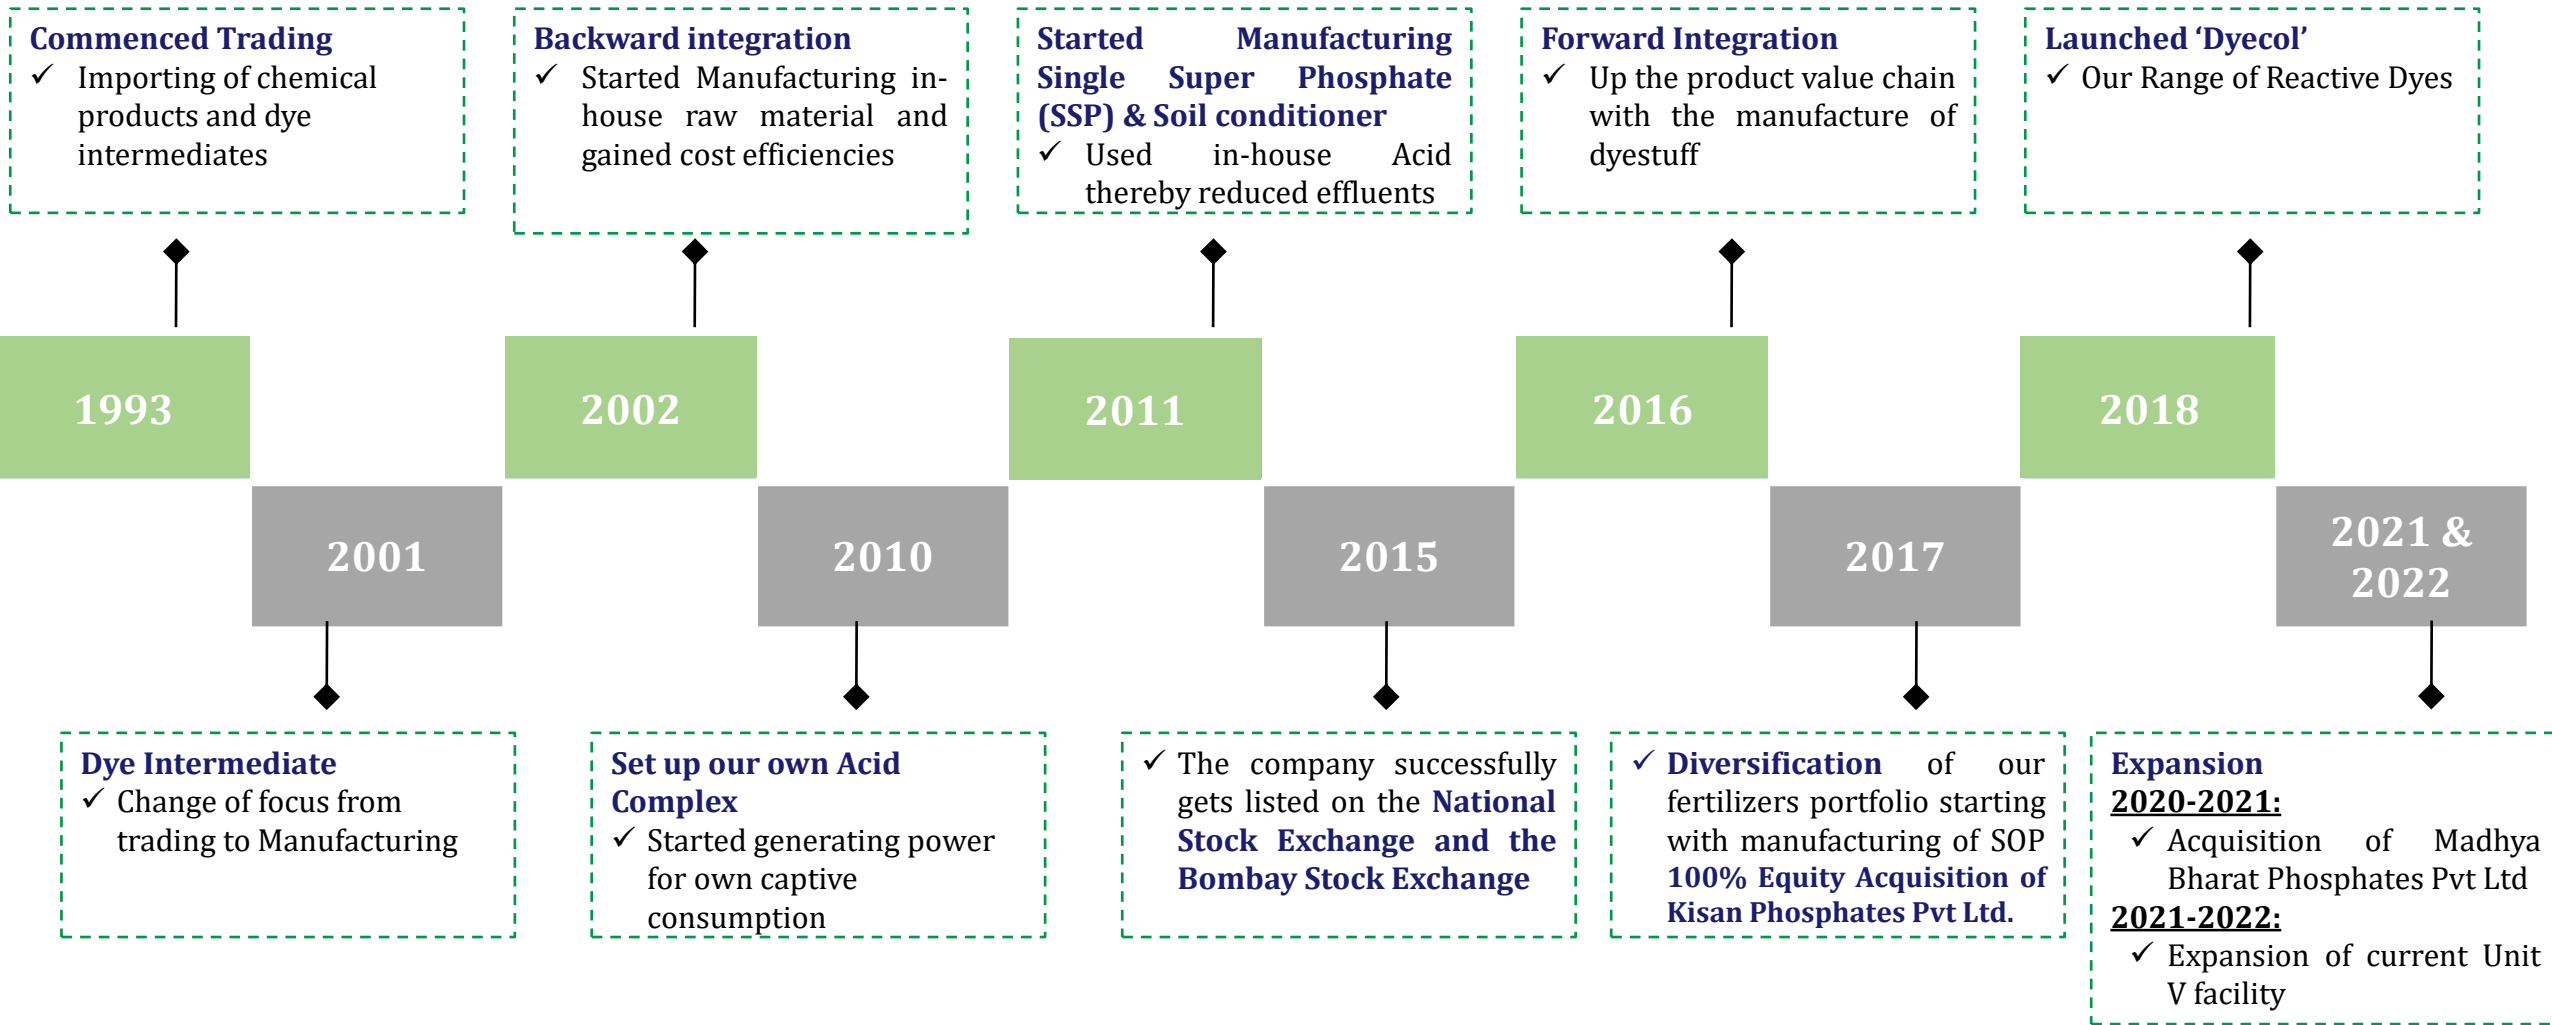 Commenced Trading
✓ Importing of chemical
products and dye
intermediates
Backward integration
✓ Started Manufacturing in-
house raw material and
gained cost efficiencies
Started Manufacturing
Single Super Phosphate
(SSP) & Soil conditioner
✓ Used in-house Acid
thereby reduced effluents
Forward Integration
✓ Up the product value chain
with the manufacture of
dyestuff
Launched ‘Dyecol’
✓ Our Range of Reactive Dyes
1993
2002
2011
2016
2018
2001
2010
2015
2017
2021 &
2022
Dye Intermediate
✓ Change of focus from
trading to Manufacturing
Set up our own Acid
Complex
✓ Started generating power
for own captive
consumption
✓ The company successfully
gets listed on the National
Stock Exchange and the
Bombay Stock Exchange
✓ Diversification of our
fertilizers portfolio starting
with manufacturing of SOP
100% Equity Acquisition of
Kisan Phosphates Pvt Ltd.
Expansion
2020-2021:
✓ Acquisition of Madhya
Bharat Phosphates Pvt Ltd
2021-2022:
✓ Expansion of current Unit
V facility